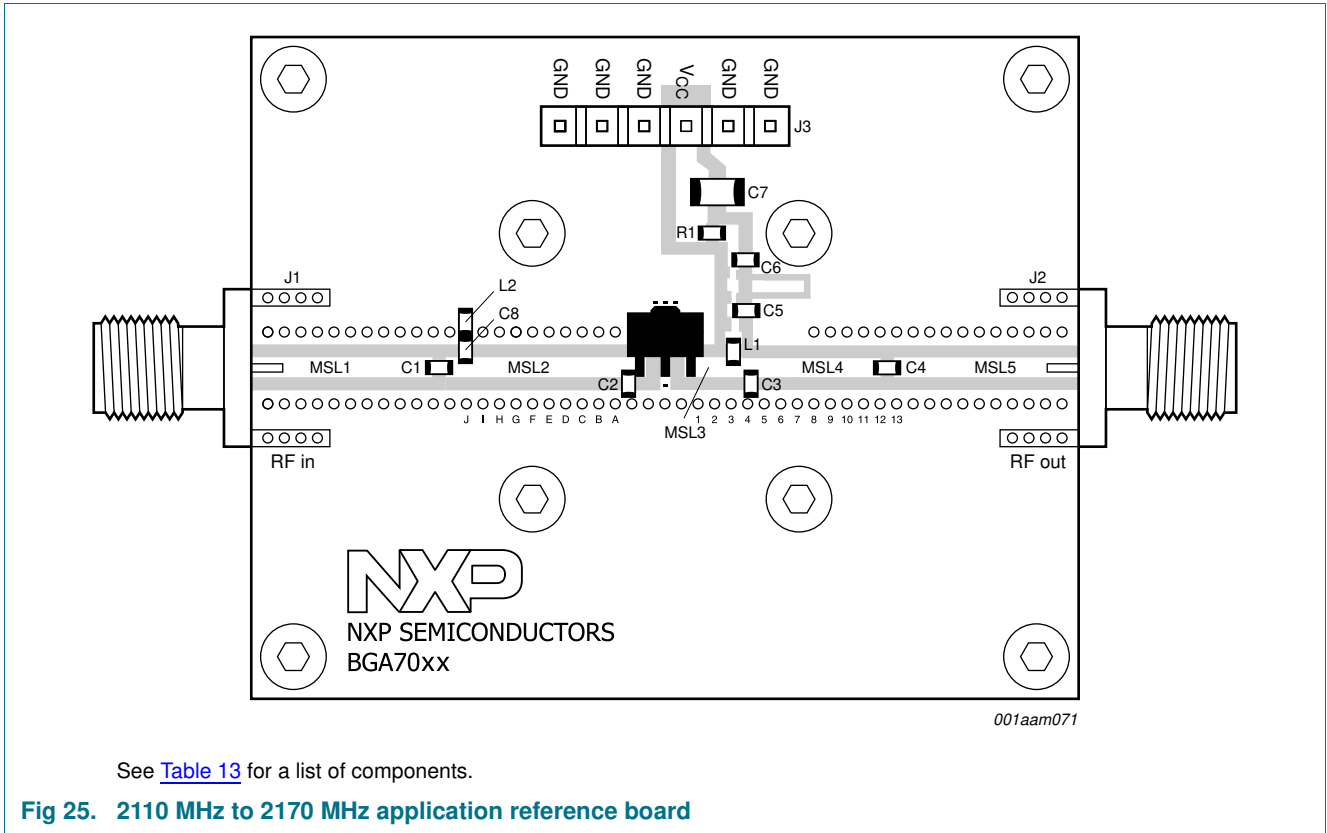 GND GND GND VCC GND GND
J3
C7
R1
C6
J1
J2
L2
C8
C5
L1
MSL1
C1
MSL2
MSL4
C4
MSL5
C2
C3
J I H G F E D C B A
1 2 3 4 5 6 7 8 9 10 11 12 13
MSL3
RF in
RF out
NXP
NXP SEMICONDUCTORS
BGA70xx
001aam071
See Table 13 for a list of components.
Fig 25. 2110 MHz to 2170 MHz application reference board